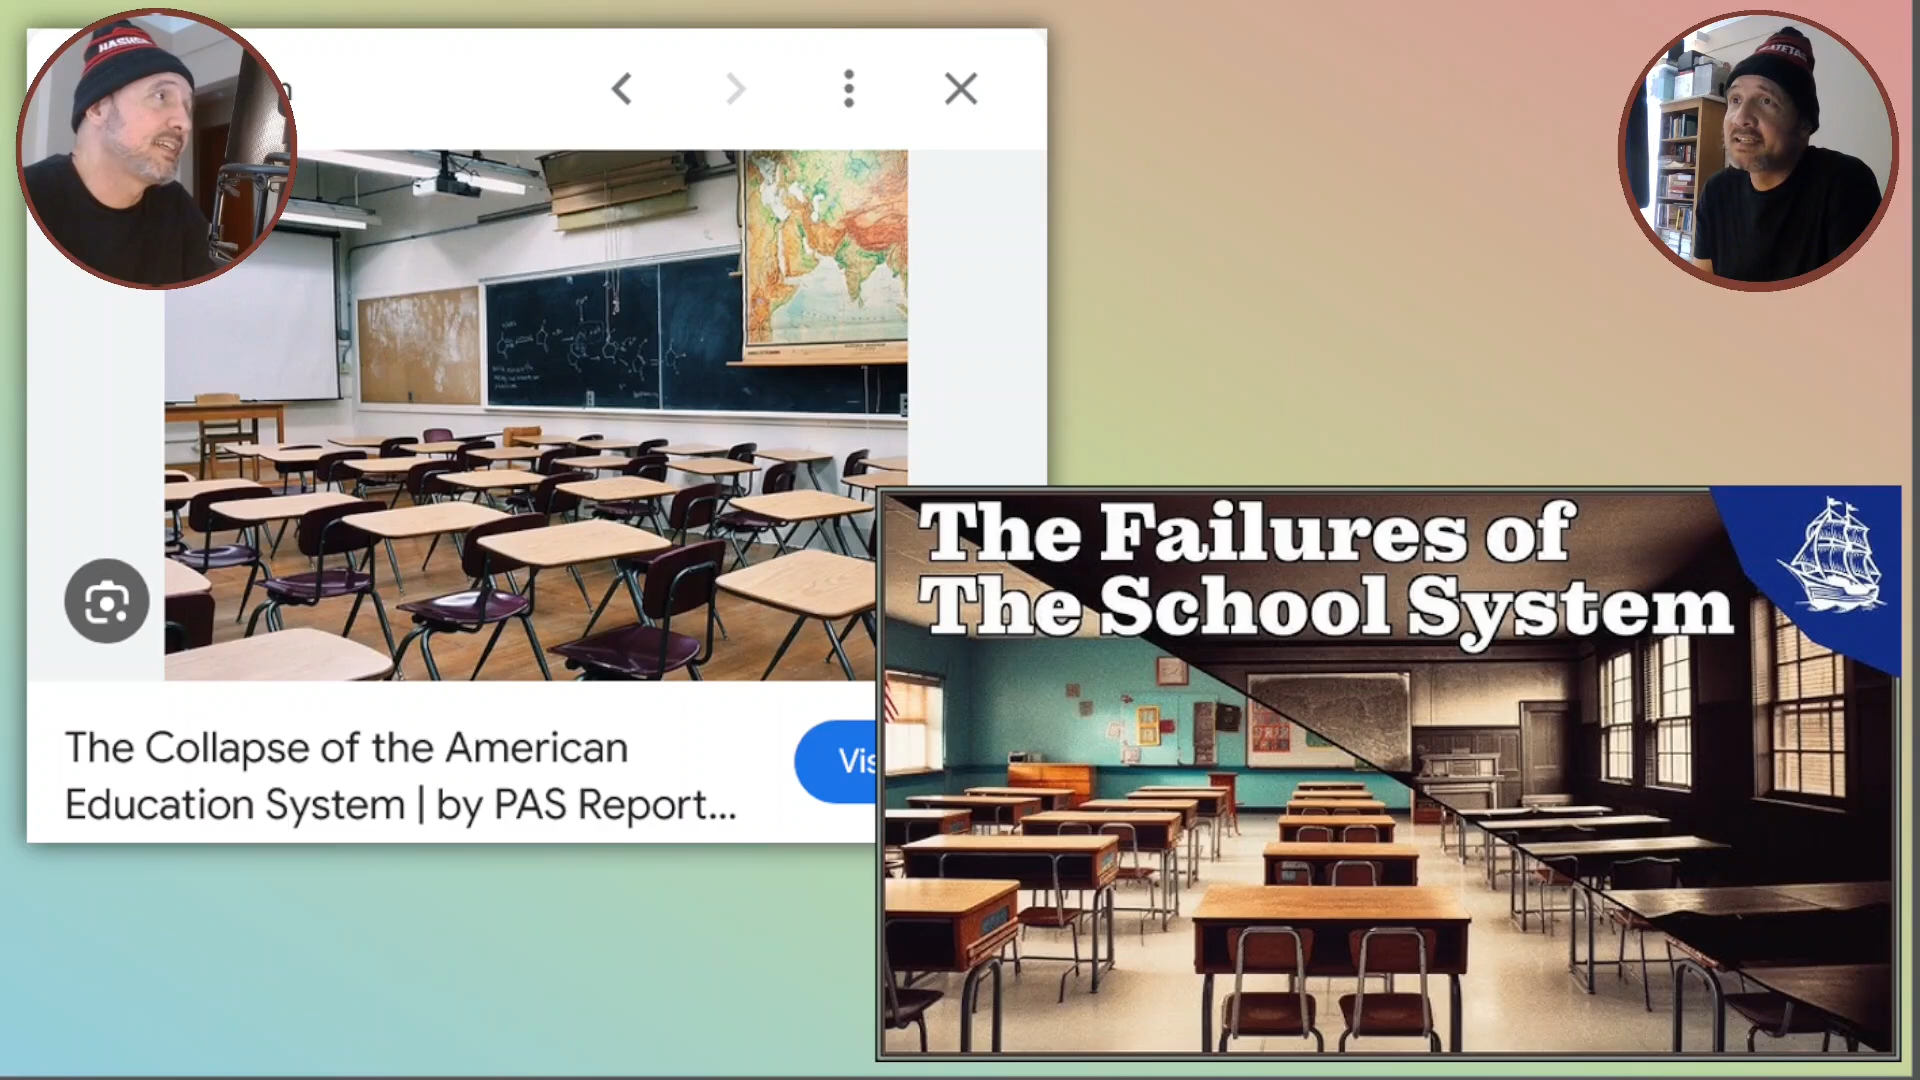 The Collapse of the American
Education System | by PAS Report...
Vis
The Failures of
The School System